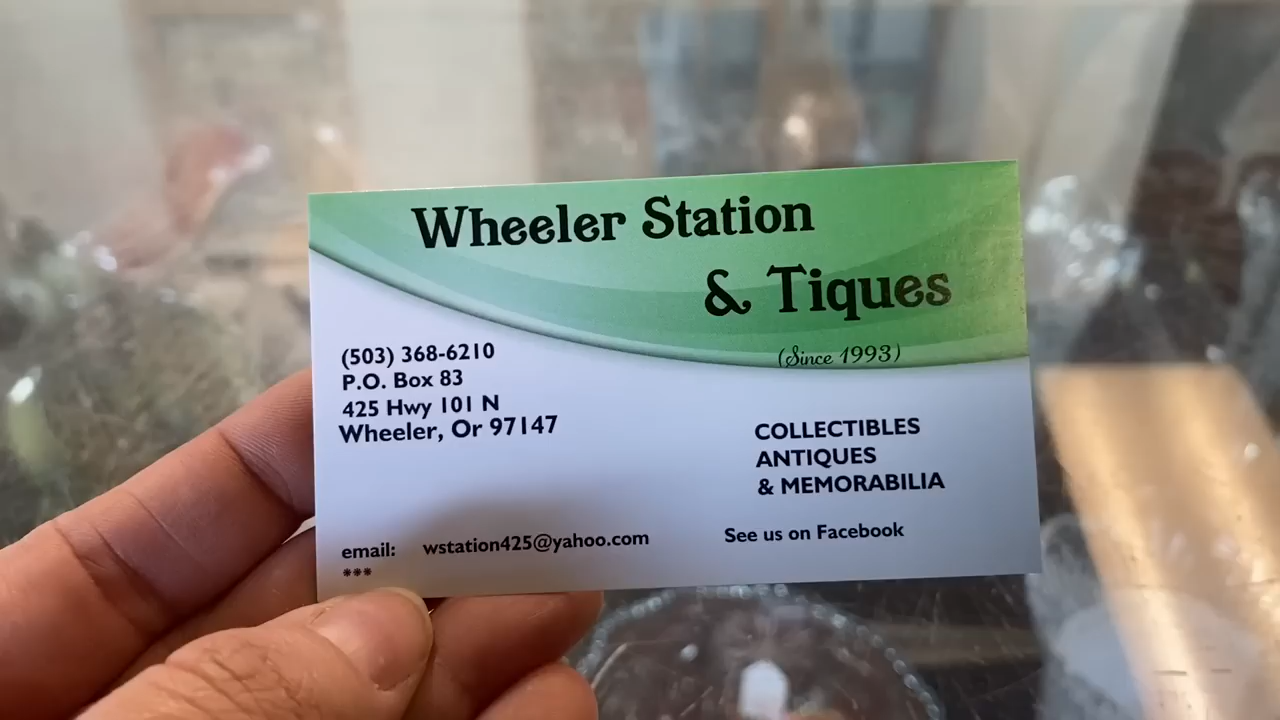 Wheeler Station
& Tiques
(Since 1993)
(503) 368-6210
P.O. Box 83
425 Hwy 101 N
Wheeler, Or 97147
COLLECTIBLES
ANTIQUES
& MEMORABILIA
email: wstation425@yahoo.com
See us on Facebook
***